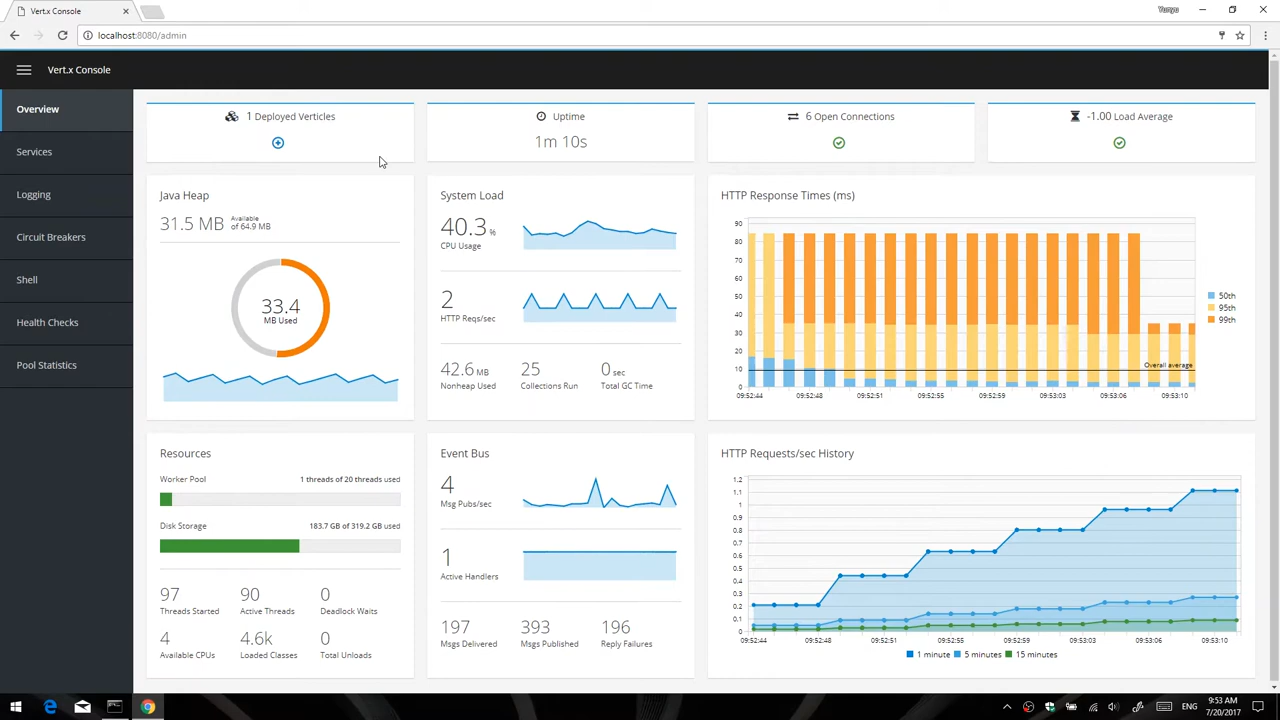 Vert.x Console
Yunyu
localhost:8080/admin
Vert.x Console
Overview
Services
Logging
Circuit Breakers
Shell
Health Checks
Pool Statistics
1 Deployed Verticles
Uptime
1m 10s
6 Open Connections
-1.00 Load Average
Java Heap
31.5 MB
Available
of 64.9 MB
33.4
MB Used
System Load
40.3 %
CPU Usage
2
HTTP Reqs/sec
42.6 MB
Nonheap Used
25
Collections Run
0 sec
Total GC Time
HTTP Response Times (ms)
90
80
70
60
50
40
30
20
10
0
Overall average
09:52:44
09:52:48
09:52:51
09:52:55
09:52:59
09:53:03
09:53:06
09:53:10
50th
95th
99th
Resources
Worker Pool
1 threads of 20 threads used
Disk Storage
183.7 GB of 319.2 GB used
97
Threads Started
90
Active Threads
0
Deadlock Waits
4
Available CPUs
4.6k
Loaded Classes
0
Total Unloads
Event Bus
4
Msg Pubs/sec
1
Active Handlers
197
Msgs Delivered
393
Msgs Published
196
Reply Failures
HTTP Requests/sec History
1.2
1.1
1
0.9
0.8
0.7
0.6
0.5
0.4
0.3
0.2
0.1
0
09:52:44
09:52:48
09:52:51
09:52:55
09:52:59
09:53:03
09:53:06
09:53:10
1 minute
5 minutes
15 minutes
ENG
9:53 AM
7/20/2017